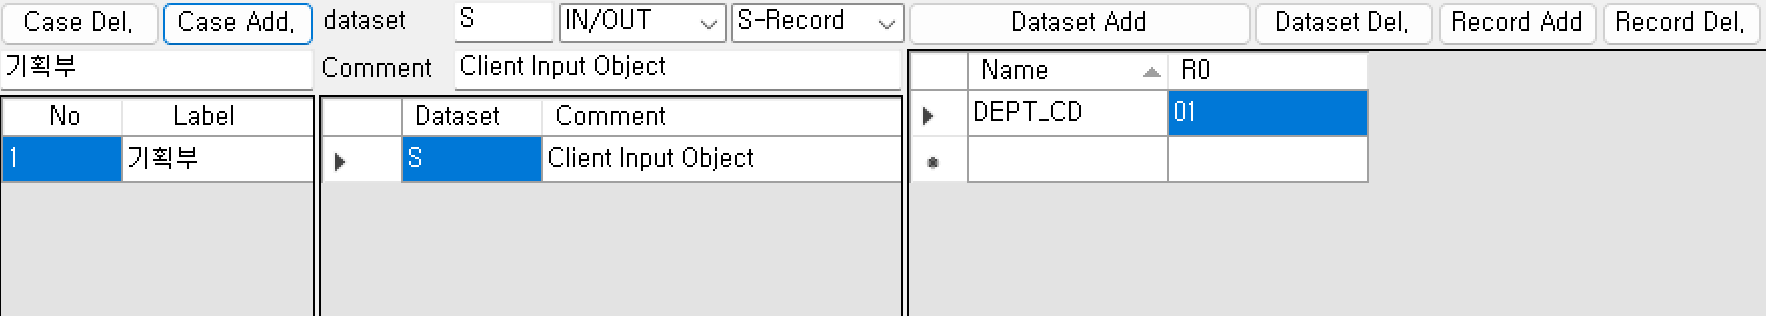 Case Del. Case Add. dataset S IN/OUT S-Record Dataset Add Dataset Del. Record Add Record Del.
기획부 Comment Client Input Object
No Label
1 기획부
Dataset Comment
S Client Input Object
Name R0
DEPT_CD 01